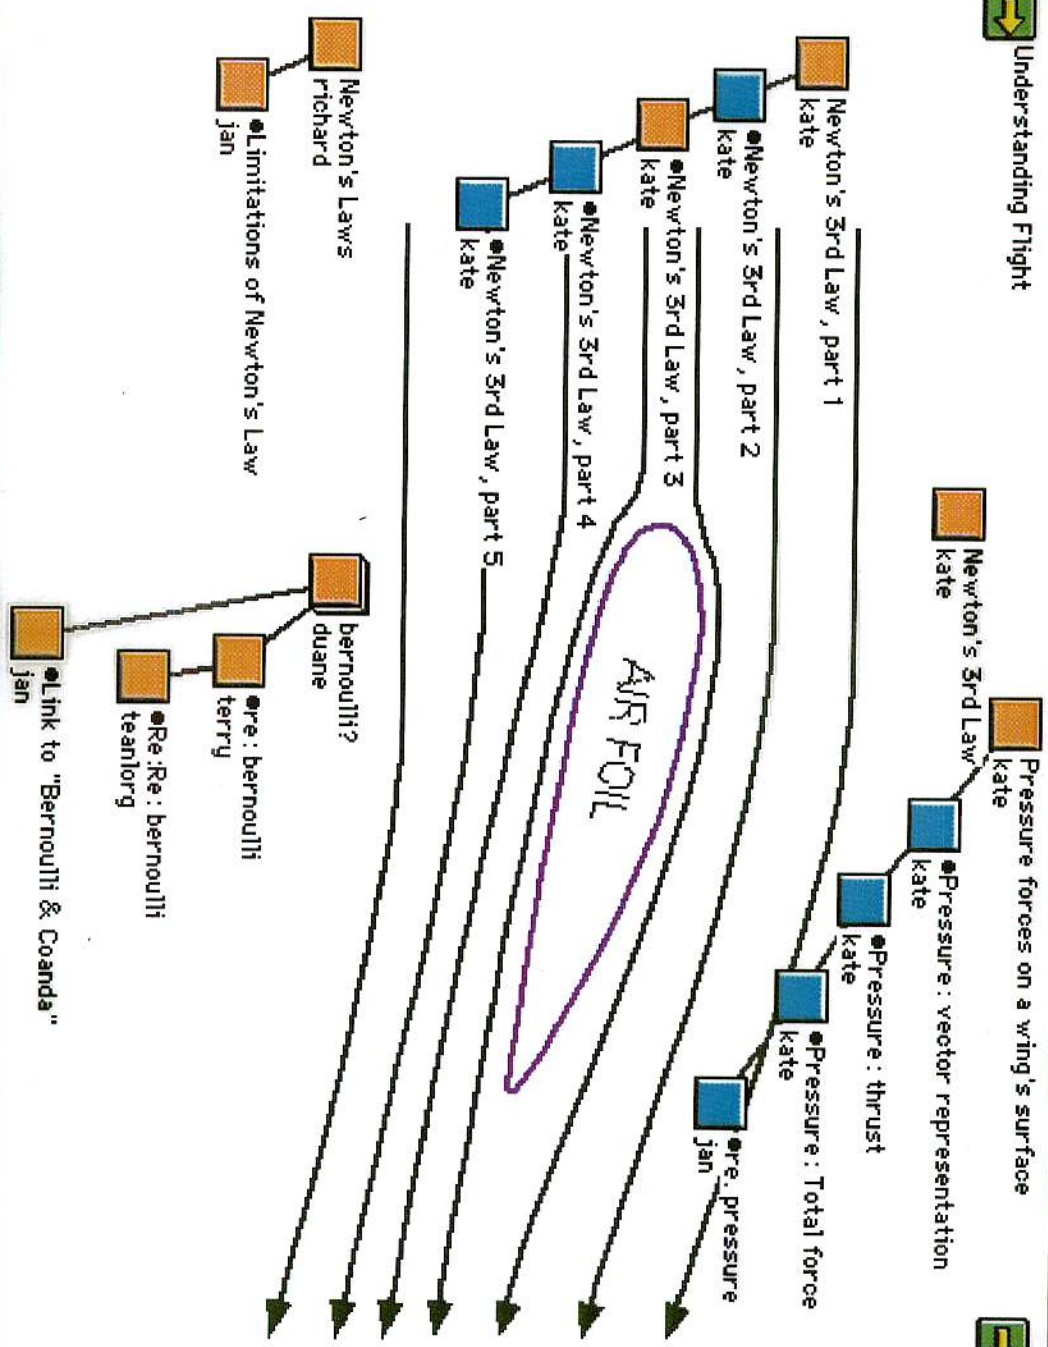 Understanding Flight
Pressure forces on a wing's surface
kate
●Pressure: vector representation
kate
●Pressure: thrust
kate
●Pressure: Total force
kate
●re. pressure
jan
Newton's 3rd Law
kate
Newton's 3rd Law, part 1
kate
●Newton's 3rd Law, part 2
kate
●Newton's 3rd Law, part 3
kate
●Newton's 3rd Law, part 4
kate
●Newton's 3rd Law, part 5
kate
AIR FOIL
Newton's Laws
richard
●Limitations of Newton's Law
jan
bernoulli?
duane
●re: bernoulli
terry
●Re:Re: bernoulli
teanlorg
●Link to "Bernoulli & Coanda"
jan